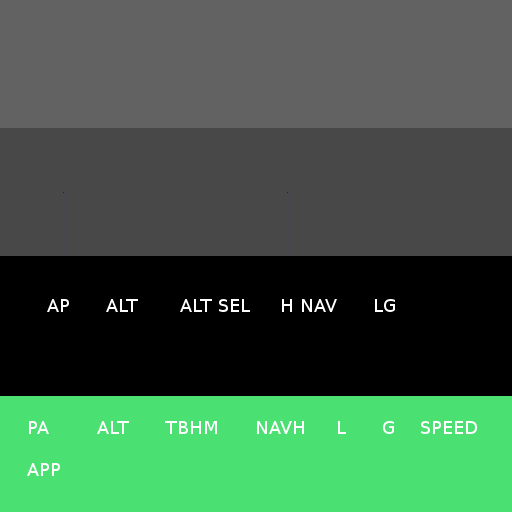 AP ALT ALT SEL H NAV LG
PA ALT TBHM NAVH L G SPEED
APP